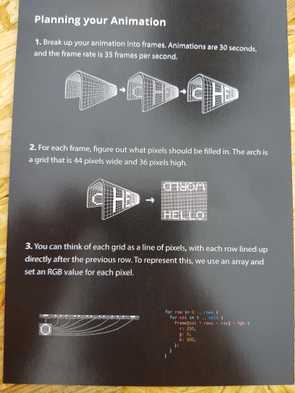 Planning your Animation
1. Break up your animation into frames. Animations are 30 seconds,
and the frame rate is 35 frames per second.
C
C H
C HE
2. For each frame, figure out what pixels should be filled in. The arch is
a grid that is 44 pixels wide and 36 pixels high.
C HE
WORLD
HELLO
3. You can think of each grid as a line of pixels, with each row lined up
directly after the previous row. To represent this, we use an array and
set an RGB value for each pixel.